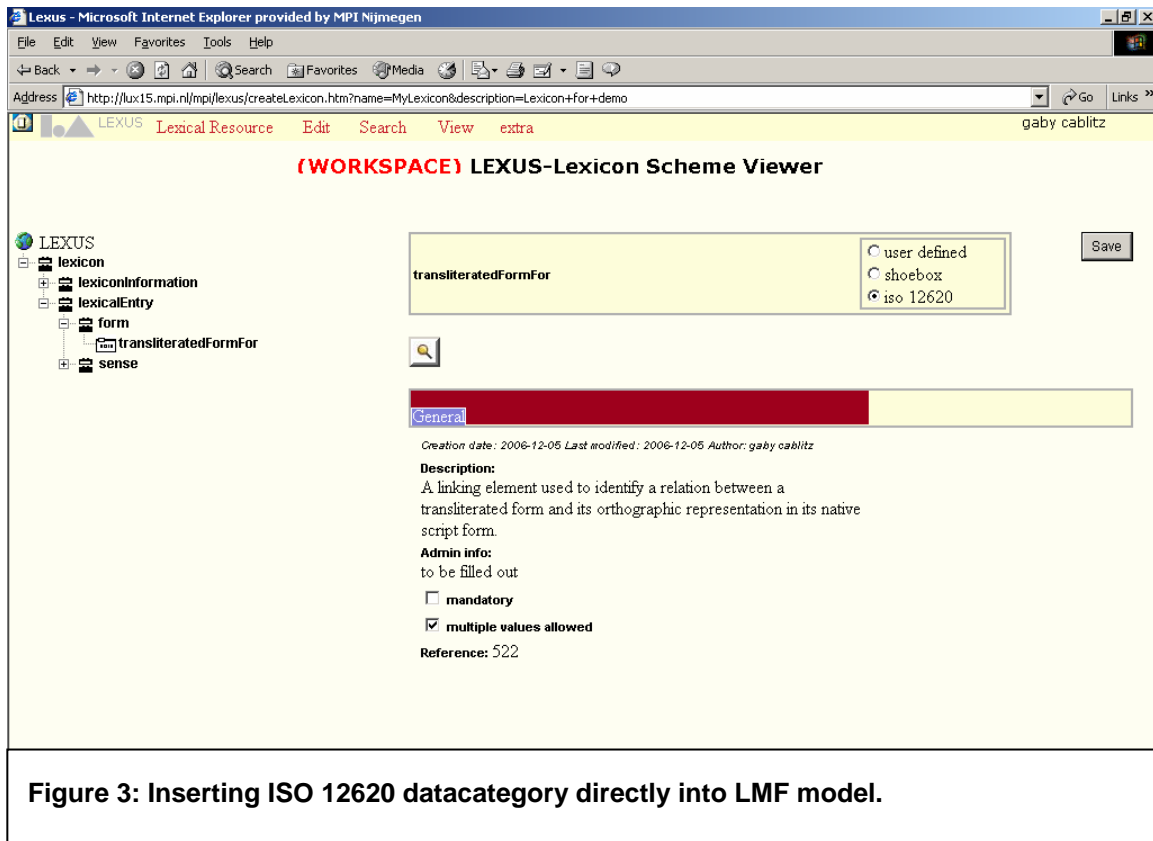 Lexus - Microsoft Internet Explorer provided by MPI Nijmegen
File Edit View Favorites Tools Help
Back Search Favorites Media
Address http://lux15.mpi.nl/mpi/lexus/createLexicon.htm?name=MyLexicon&description=Lexicon+for+demo Go Links »
LEXUS Lexical Resource Edit Search View extra gaby cablitz
(WORKSPACE) LEXUS-Lexicon Scheme Viewer
LEXUS
lexicon
lexiconInformation
lexicalEntry
form
transliteratedFormFor
sense
transliteratedFormFor
user defined
shoebox
iso 12620
Save
General
Creation date: 2006-12-05 Last modified: 2006-12-05 Author: gaby cablitz
Description:
A linking element used to identify a relation between a
transliterated form and its orthographic representation in its native
script form.
Admin info:
to be filled out
mandatory
multiple values allowed
Reference: 522
Figure 3: Inserting ISO 12620 datacategory directly into LMF model.